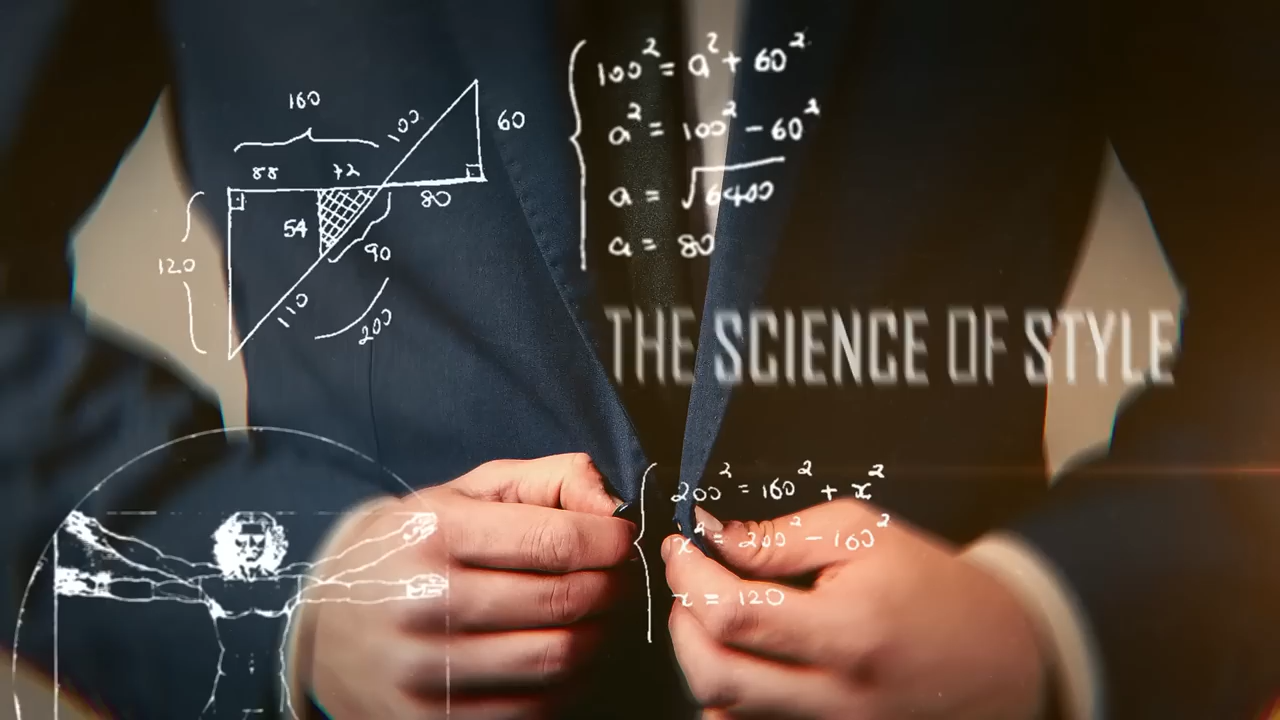 160
100
60
88 72
80
54
90
120
110
200
100² = a² + 60²
a² = 100² - 60²
a = √6400
a = 80
THE SCIENCE OF STYLE
200² = 160² + x²
x² = 200² - 160²
x = 120